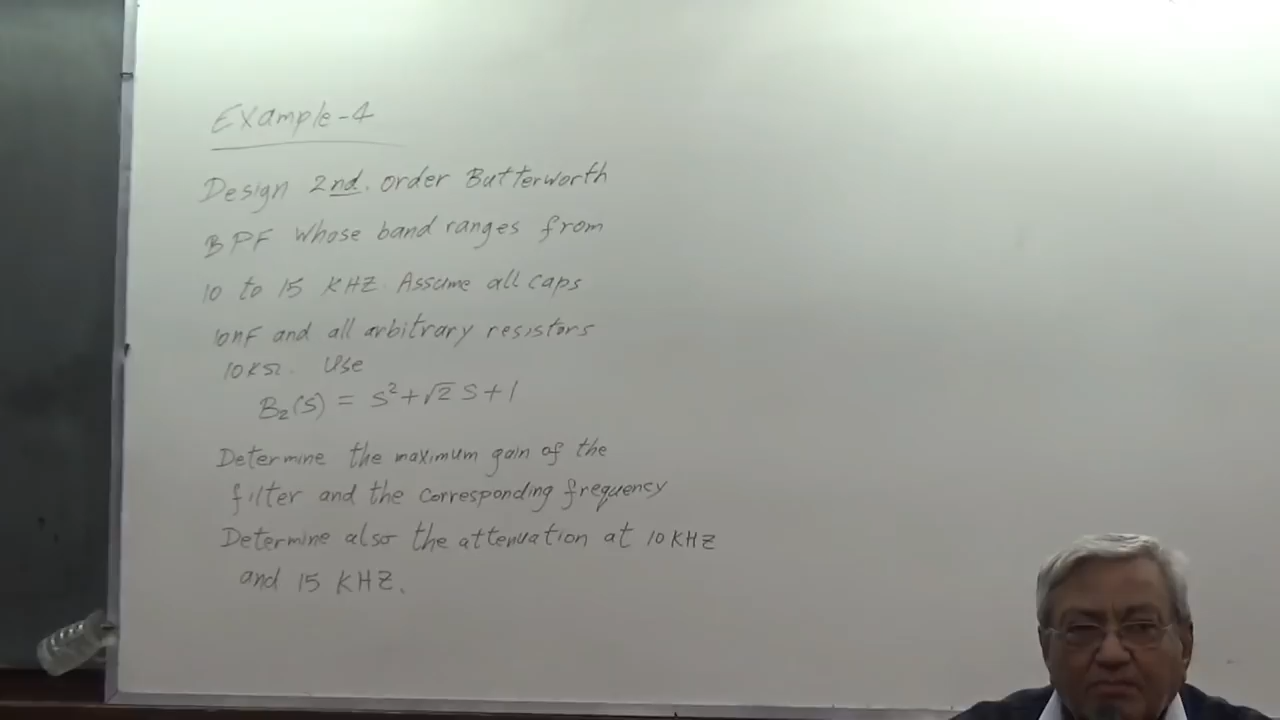 Example-4
Design 2nd. order Butterworth
BPF whose band ranges from
10 to 15 KHZ. Assume all caps
10nF and all arbitrary resistors
10KΩ. Use
B₂(S) = S² + √2 S + 1
Determine the maximum gain of the
filter and the corresponding frequency
Determine also the attenuation at 10 KHZ
and 15 KHZ.